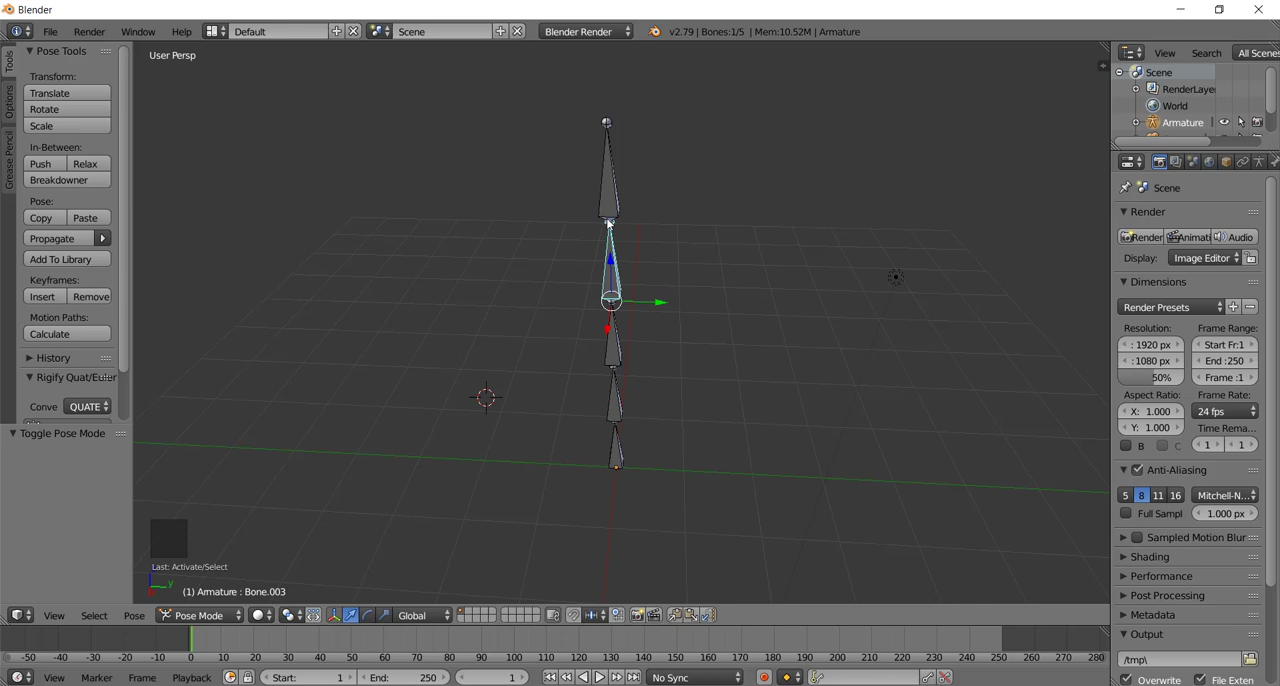 Blender
File Render Window Help Default Scene Blender Render v2.79 | Bones:1/5 | Mem:10.52M | Armature
Tools
Options
Grease Pencil
Pose Tools
Transform:
Translate
Rotate
Scale
In-Between:
Push Relax
Breakdowner
Pose:
Copy Paste
Propagate
Add To Library
Keyframes:
Insert Remove
Motion Paths:
Calculate
History
Rigify Quat/Euler
Conve QUATE
Toggle Pose Mode
User Persp
Last: Activate/Select
y
(1) Armature : Bone.003
View Search All Scenes
Scene
RenderLayer
World
Armature
Scene
Render
Render Animati Audio
Display: Image Editor
Dimensions
Render Presets
Resolution: Frame Range:
: 1920 px Start Fr:1
: 1080 px End :250
50% Frame :1
Aspect Ratio: Frame Rate:
X: 1.000 24 fps
Y: 1.000 Time Rema...
B C 1 1
Anti-Aliasing
5 8 11 16 Mitchell-N...
Full Sampl 1.000 px
Sampled Motion Blur
Shading
Performance
Post Processing
Metadata
Output
/tmp\
Overwrite File Exten
View Select Pose Pose Mode Global
-50 -40 -30 -20 -10 0 10 20 30 40 50 60 70 80 90 100 110 120 130 140 150 160 170 180 190 200 210 220 230 240 250 260 270 280
View Marker Frame Playback Start: 1 End: 250 1 No Sync